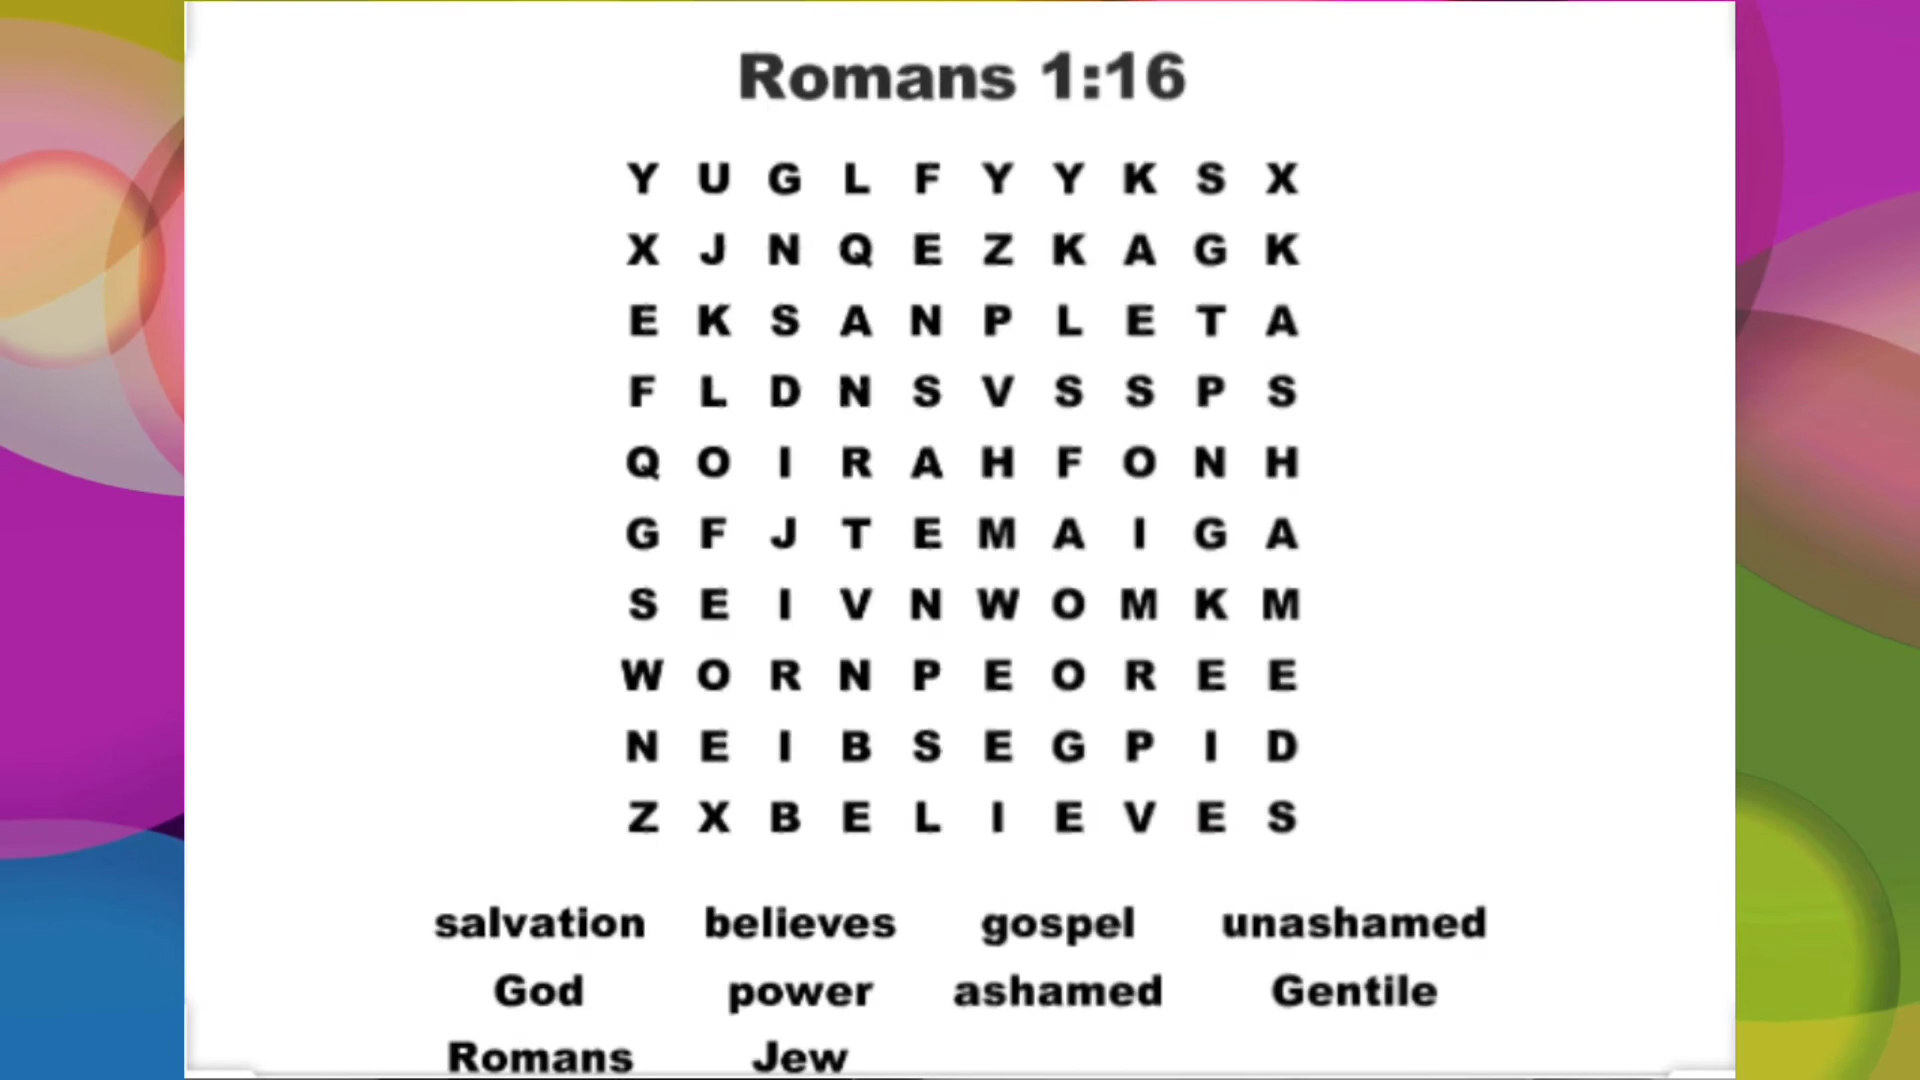 Romans 1:16
Y U G L F Y Y K S X
X J N Q E Z K A G K
E K S A N P L E T A
F L D N S V S S P S
Q O I R A H F O N H
G F J T E M A I G A
S E I V N W O M K M
W O R N P E O R E E
N E I B S E G P I D
Z X B E L I E V E S
salvation believes gospel unashamed
God power ashamed Gentile
Romans Jew